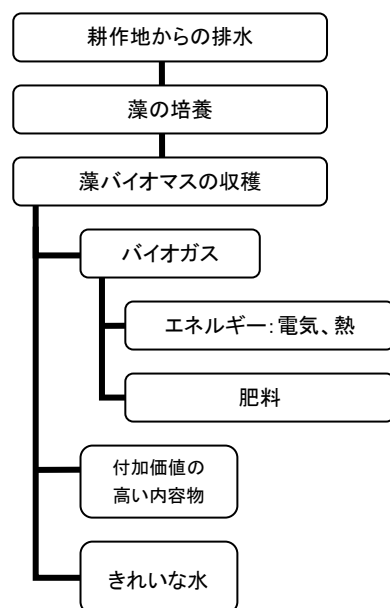 耕作地からの排水
藻の培養
藻バイオマスの収穫
バイオガス
エネルギー:電気、熱
肥料
付加価値の
高い内容物
きれいな水